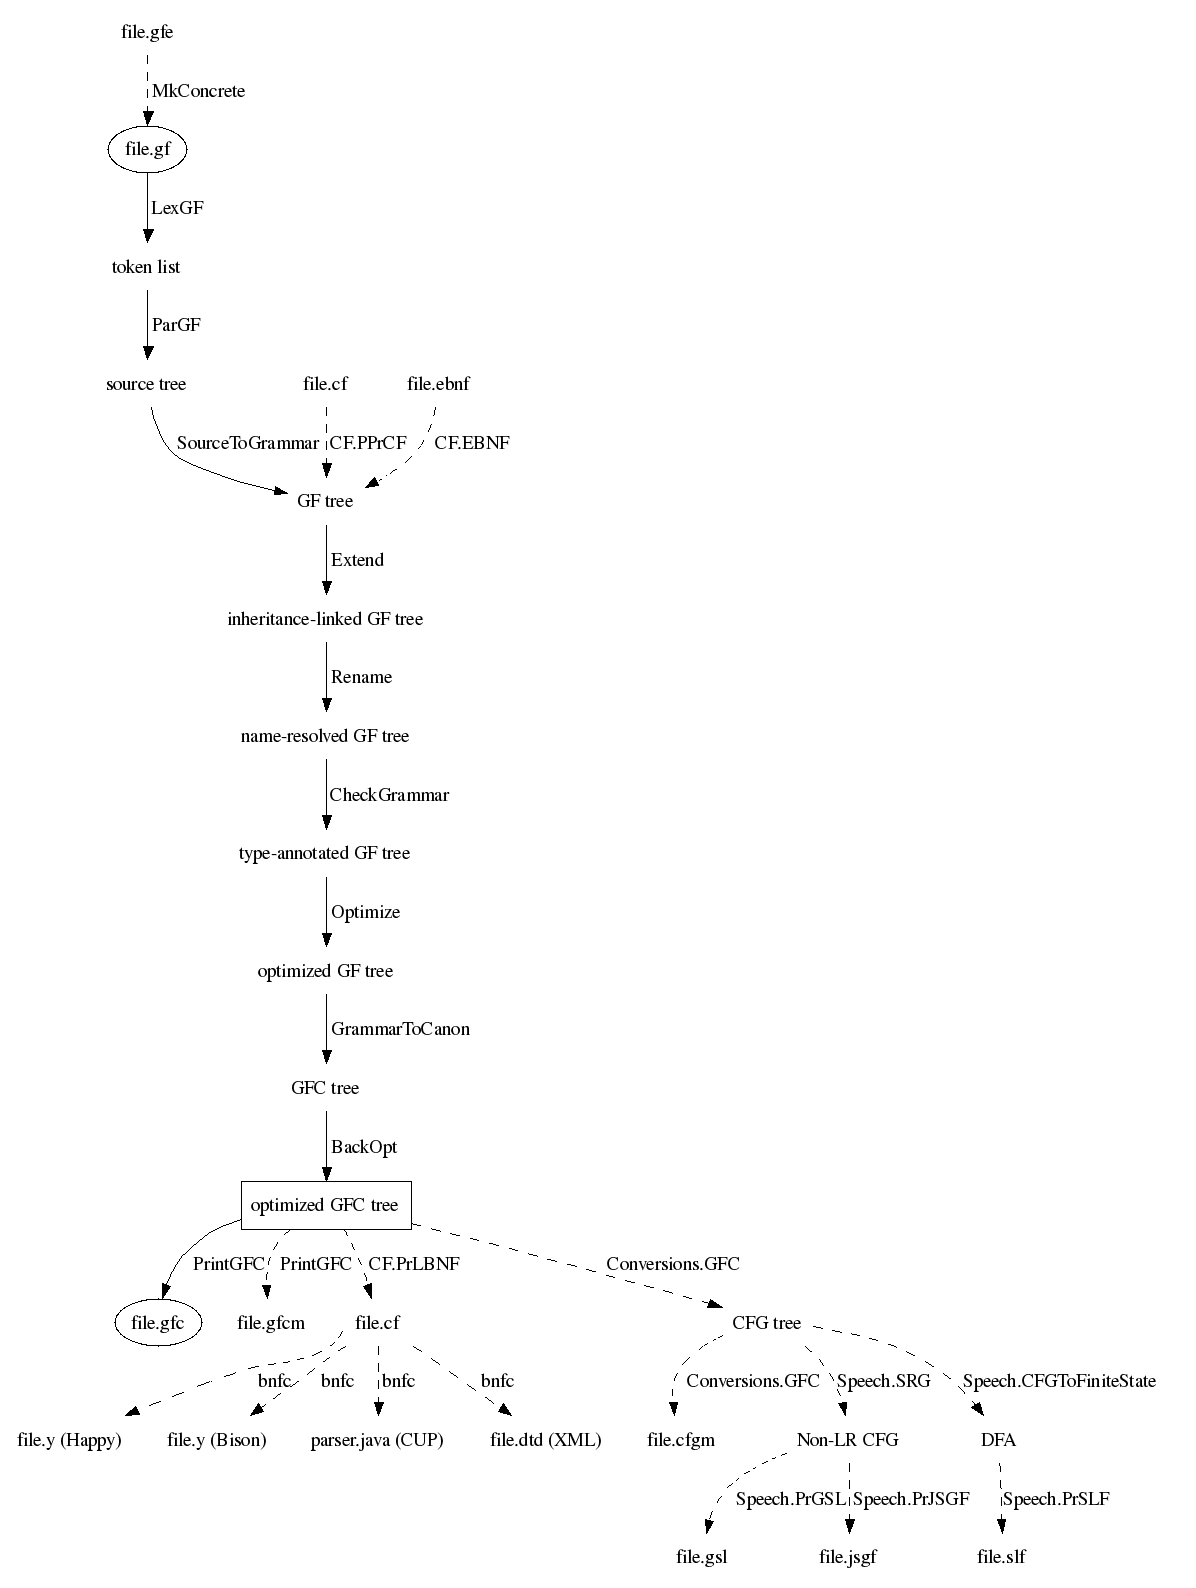 file.gfe
MkConcrete
file.gf
LexGF
token list
ParGF
source tree file.cf file.ebnf
SourceToGrammar CF.PPrCF CF.EBNF
GF tree
Extend
inheritance-linked GF tree
Rename
name-resolved GF tree
CheckGrammar
type-annotated GF tree
Optimize
optimized GF tree
GrammarToCanon
GFC tree
BackOpt
optimized GFC tree
PrintGFC PrintGFC CF.PrLBNF Conversions.GFC
file.gfc file.gfcm file.cf CFG tree
bnfc bnfc bnfc bnfc Conversions.GFC Speech.SRG Speech.CFGToFiniteState
file.y (Happy) file.y (Bison) parser.java (CUP) file.dtd (XML) file.cfgm Non-LR CFG DFA
Speech.PrGSL Speech.PrJSGF Speech.PrSLF
file.gsl file.jsgf file.slf